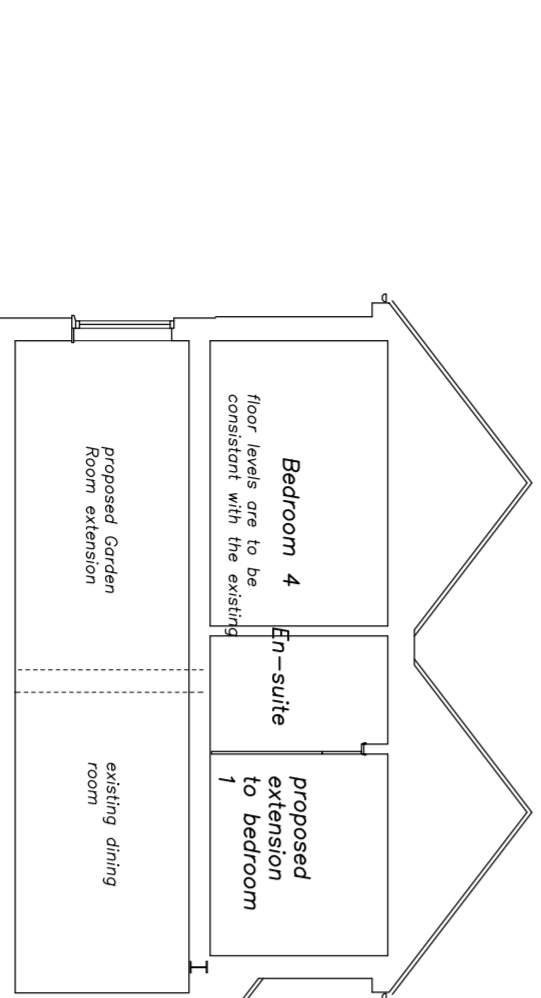 Bedroom 4
floor levels are to be
consistant with the existing
En-suite
proposed
extension
to bedroom
1
proposed Garden
Room extension
existing dining
room